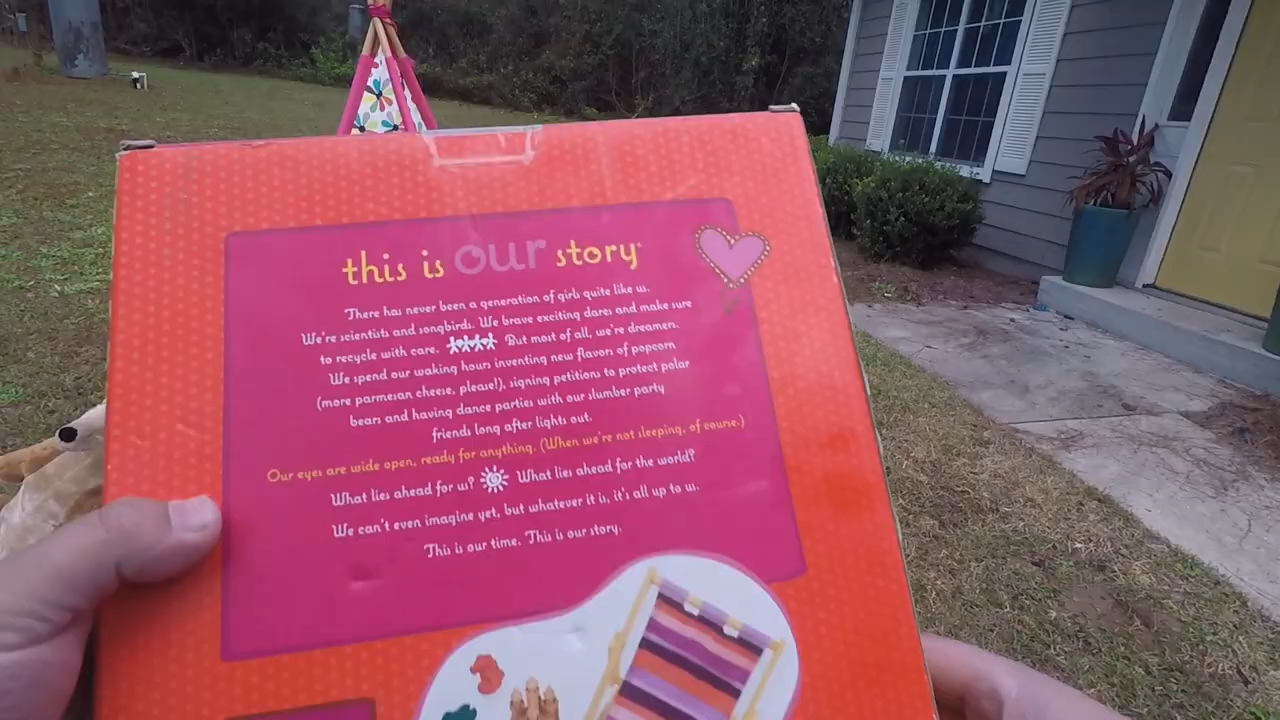 this is our story
There has never been a generation of girls quite like us.
We're scientists and songbirds. We brave exciting dares and make sure
to recycle with care. But most of all, we're dreamers.
We spend our waking hours inventing new flavors of popcorn
(more parmesan cheese, please!), signing petitions to protect polar
bears and having dance parties with our slumber party
friends long after lights out.
Our eyes are wide open, ready for anything. (When we're not sleeping, of course.)
What lies ahead for us? What lies ahead for the world?
We can't even imagine yet, but whatever it is, it's all up to us.
This is our time. This is our story.